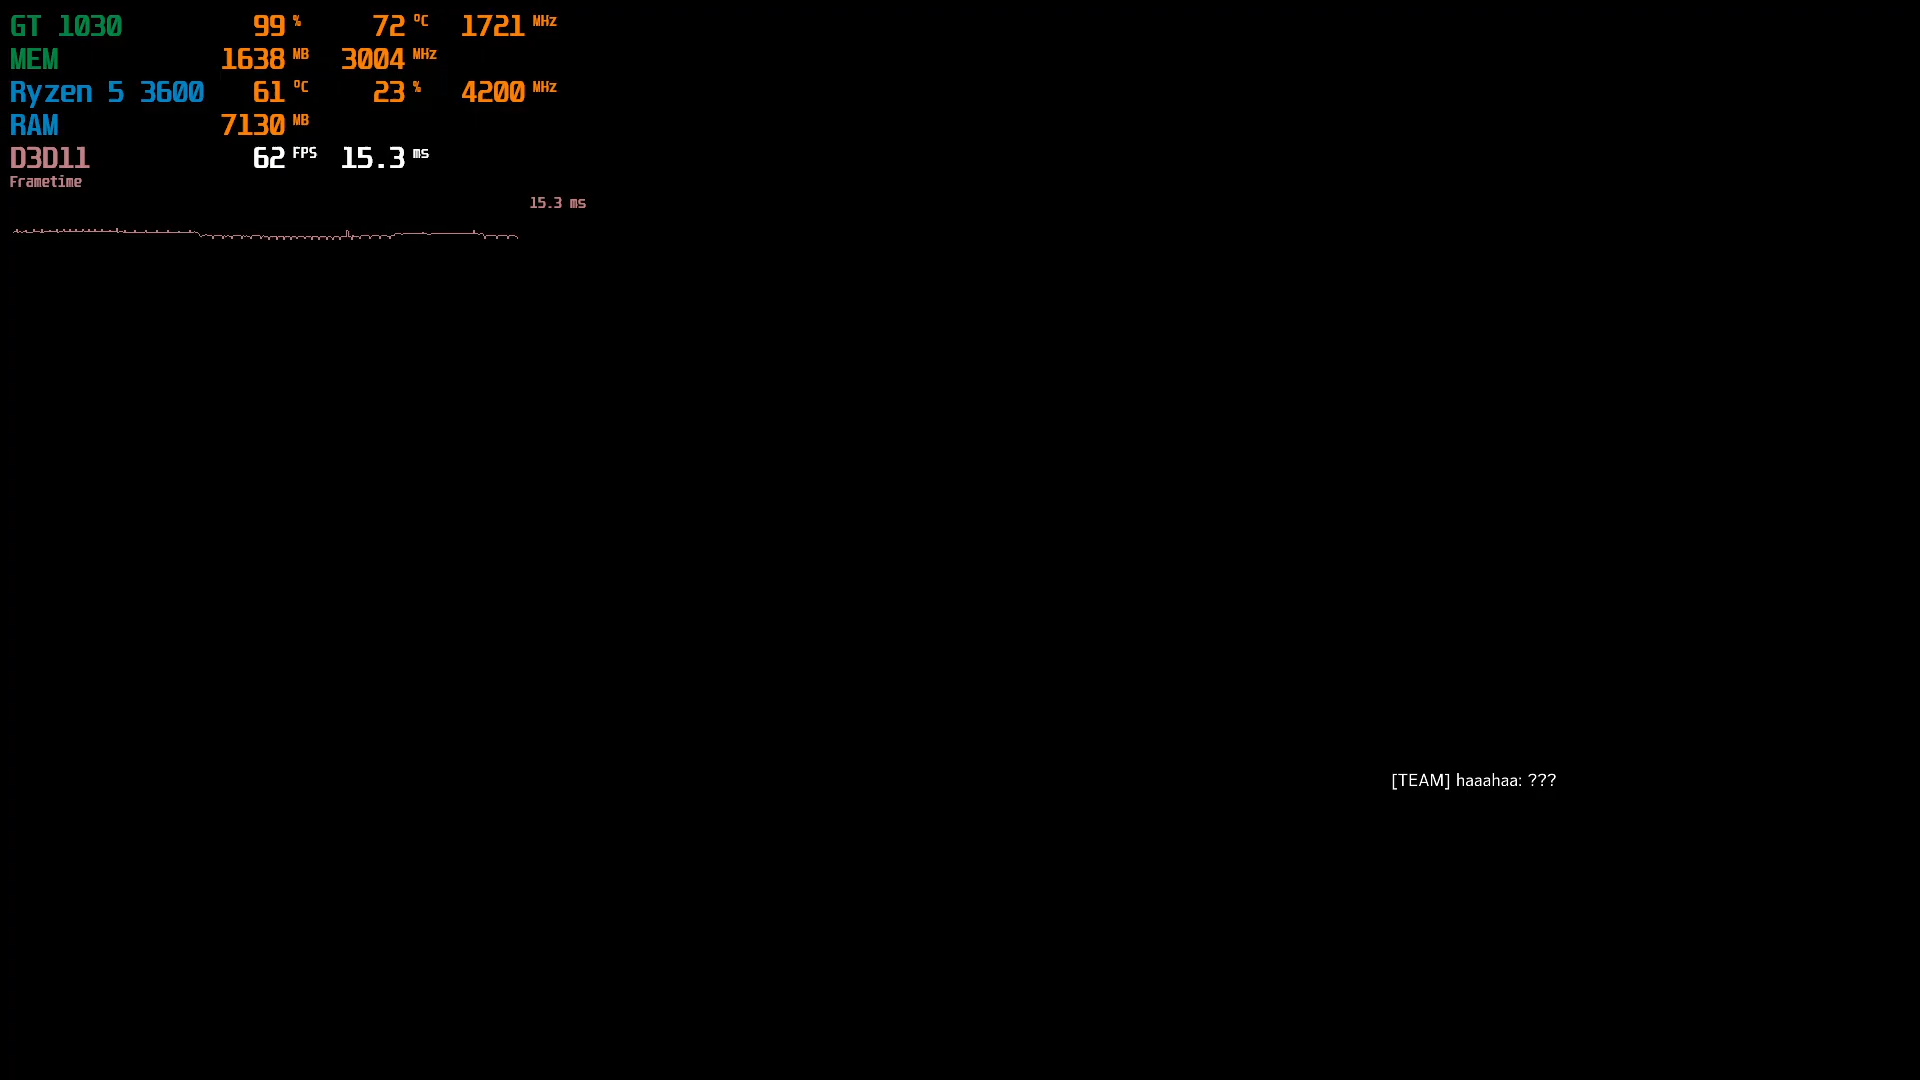 GT 1030 99 % 72 °C 1721 MHz
MEM 1638 MB 3004 MHz
Ryzen 5 3600 61 °C 23 % 4200 MHz
RAM 7130 MB
D3D11 62 FPS 15.3 ms
Frametime
15.3 ms
[TEAM] haaahaa: ???